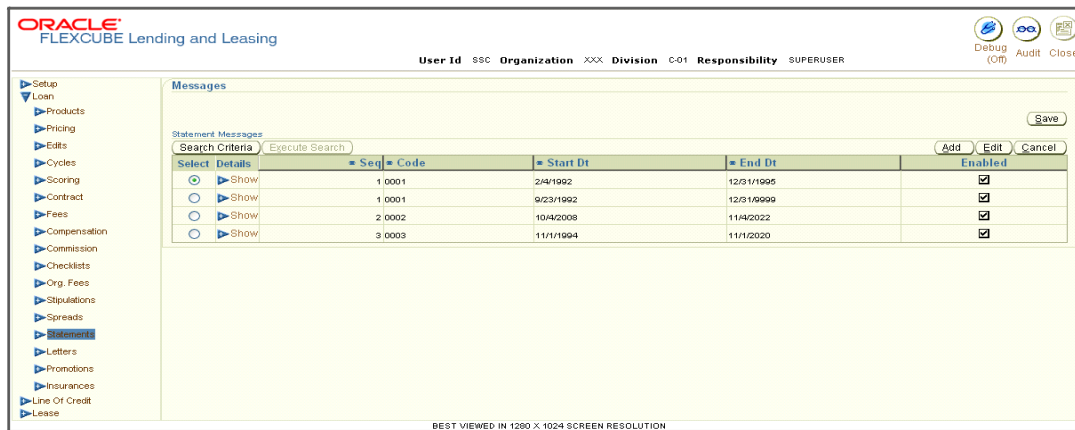 ORACLE
FLEXCUBE Lending and Leasing
Debug (Off)
Audit
Close
User Id SSC Organization XXX Division C-01 Responsibility SUPERUSER
Setup
Loan
Products
Pricing
Edits
Cycles
Scoring
Contract
Fees
Compensation
Commission
Checklists
Org. Fees
Stipulations
Spreads
Statements
Letters
Promotions
Insurances
Line Of Credit
Lease
Messages
Save
Statement Messages
Search Criteria Execute Search Add Edit Cancel
Select Details Seq Code Start Dt End Dt Enabled
Show 1 0001 2/4/1992 12/31/1995
Show 1 0001 9/23/1992 12/31/9999
Show 2 0002 10/4/2008 11/4/2022
Show 3 0003 11/1/1994 11/1/2020
BEST VIEWED IN 1280 X 1024 SCREEN RESOLUTION